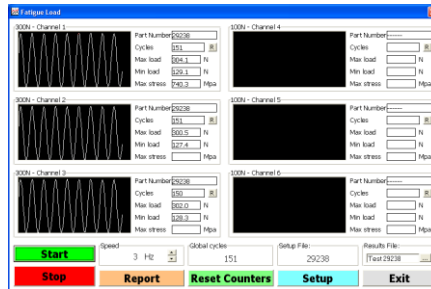 Fatigue Load
300N - Channel 1
Part Number 29238
Cycles 151 R
Max load 304.1 N
Min load 129.1 N
Max stress 740.3 Mpa
300N - Channel 2
Part Number 29238
Cycles 151 R
Max load 300.5 N
Min load 127.4 N
Max stress Mpa
300N - Channel 3
Part Number 29238
Cycles 150 R
Max load 302.0 N
Min load 128.3 N
Max stress Mpa
100N - Channel 4
Part Number ------
Cycles R
Max load N
Min load N
Max stress Mpa
100N - Channel 5
Part Number ------
Cycles R
Max load N
Min load N
Max stress Mpa
100N - Channel 6
Part Number ------
Cycles R
Max load N
Min load N
Max stress Mpa
Start
Stop
Speed
3 Hz
Global cycles
151
Setup File:
29238
Results File:
Test 29238 ...
Report
Reset Counters
Setup
Exit